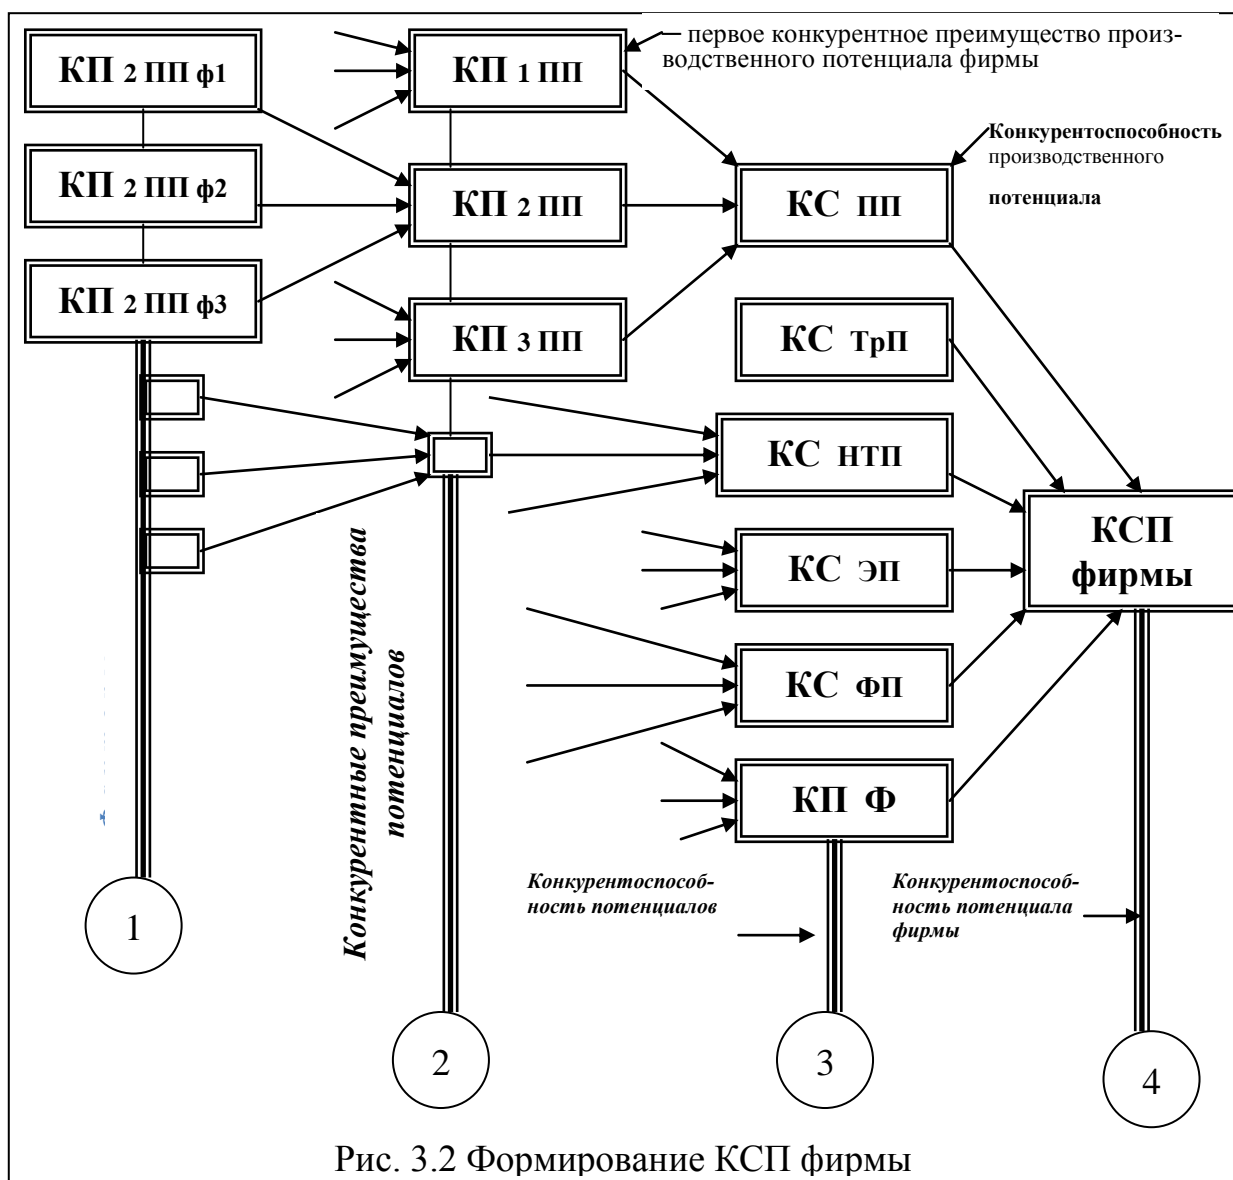 — первое конкурентное преимущество произ-
водственного потенциала фирмы
КП 2 ПП ф1
КП 1 ПП
Конкурентоспособность
производственного
потенциала
КП 2 ПП ф2
КП 2 ПП
КС ПП
КП 2 ПП ф3
КП 3 ПП
КС ТрП
КС НТП
КСП
фирмы
КС ЭП
КС ФП
КП Ф
Конкурентные преимущества
потенциалов
Конкурентоспособ-
ность потенциалов
Конкурентоспособ-
ность потенциала
фирмы
1
2
3
4
Рис. 3.2 Формирование КСП фирмы